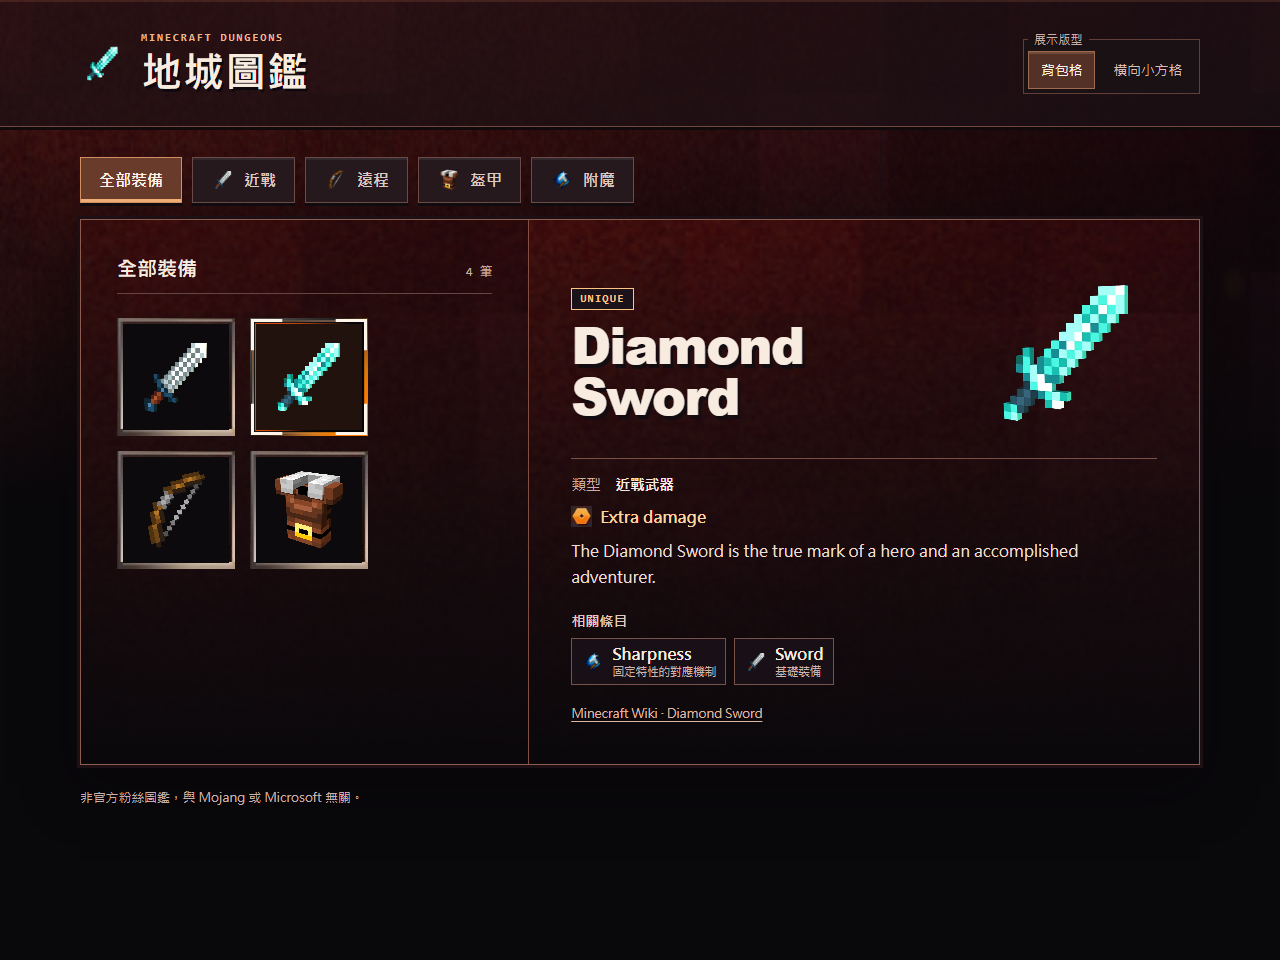 MINECRAFT DUNGEONS
地城圖鑑
展示版型
背包格
橫向小方格
全部裝備
近戰
遠程
盔甲
附魔
全部裝備
4 筆
UNIQUE
Diamond
Sword
類型 近戰武器
Extra damage
The Diamond Sword is the true mark of a hero and an accomplished
adventurer.
相關條目
Sharpness
固定特性的對應機制
Sword
基礎裝備
Minecraft Wiki · Diamond Sword
非官方粉絲圖鑑，與 Mojang 或 Microsoft 無關。